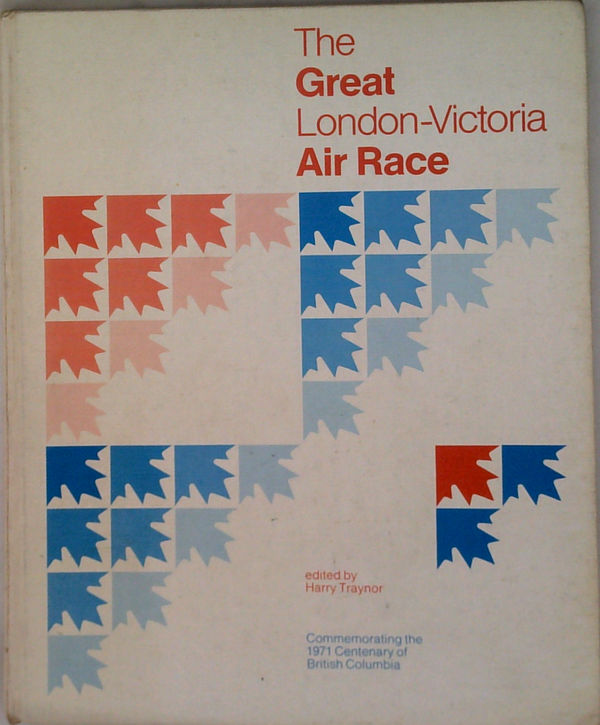 The
Great
London-Victoria
Air Race
edited by
Harry Traynor
Commemorating the
1971 Centenary of
British Columbia